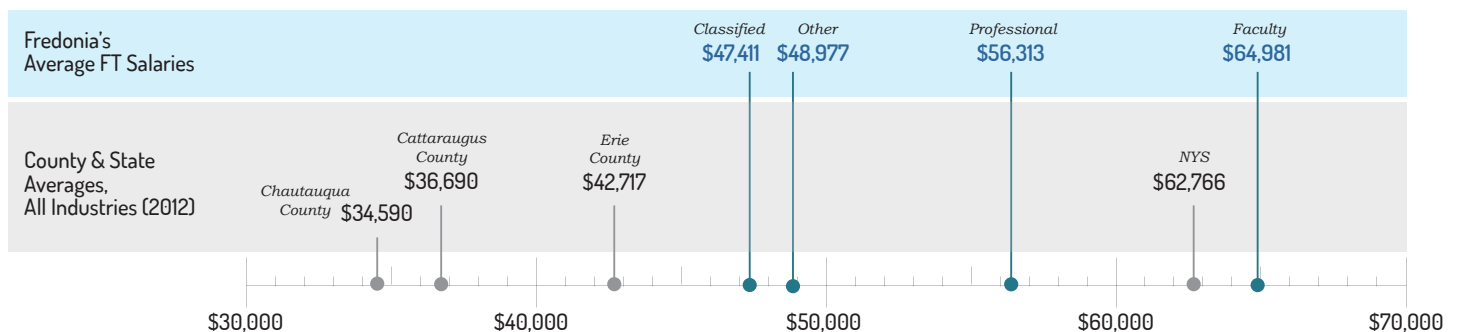 Fredonia's
Average FT Salaries
Classified
$47,411
Other
$48,977
Professional
$56,313
Faculty
$64,981
County & State
Averages,
All Industries (2012)
Chautauqua
County $34,590
Cattaraugus
County
$36,690
Erie
County
$42,717
NYS
$62,766
$30,000 $40,000 $50,000 $60,000 $70,000